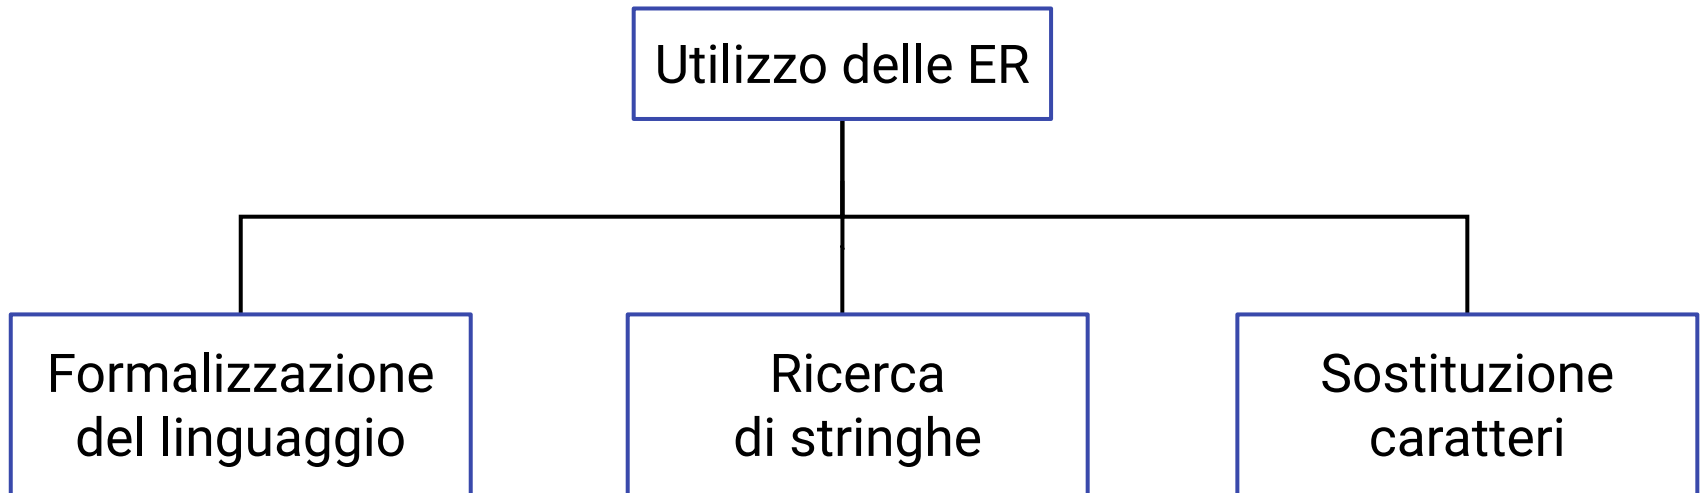 Utilizzo delle ER
Formalizzazione
del linguaggio
Ricerca
di stringhe
Sostituzione
caratteri